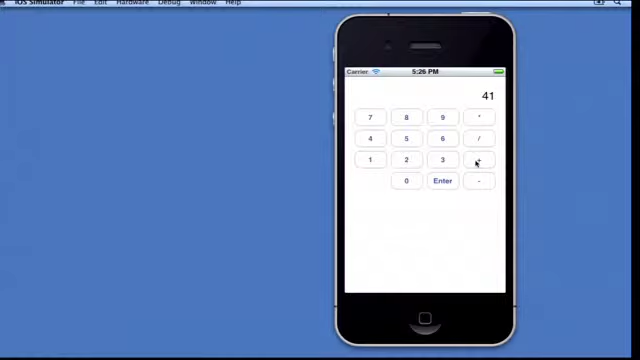 iOS Simulator File Edit Hardware Debug Window Help
Carrier 5:26 PM
41
7 8 9 *
4 5 6 /
1 2 3 +
0 Enter -